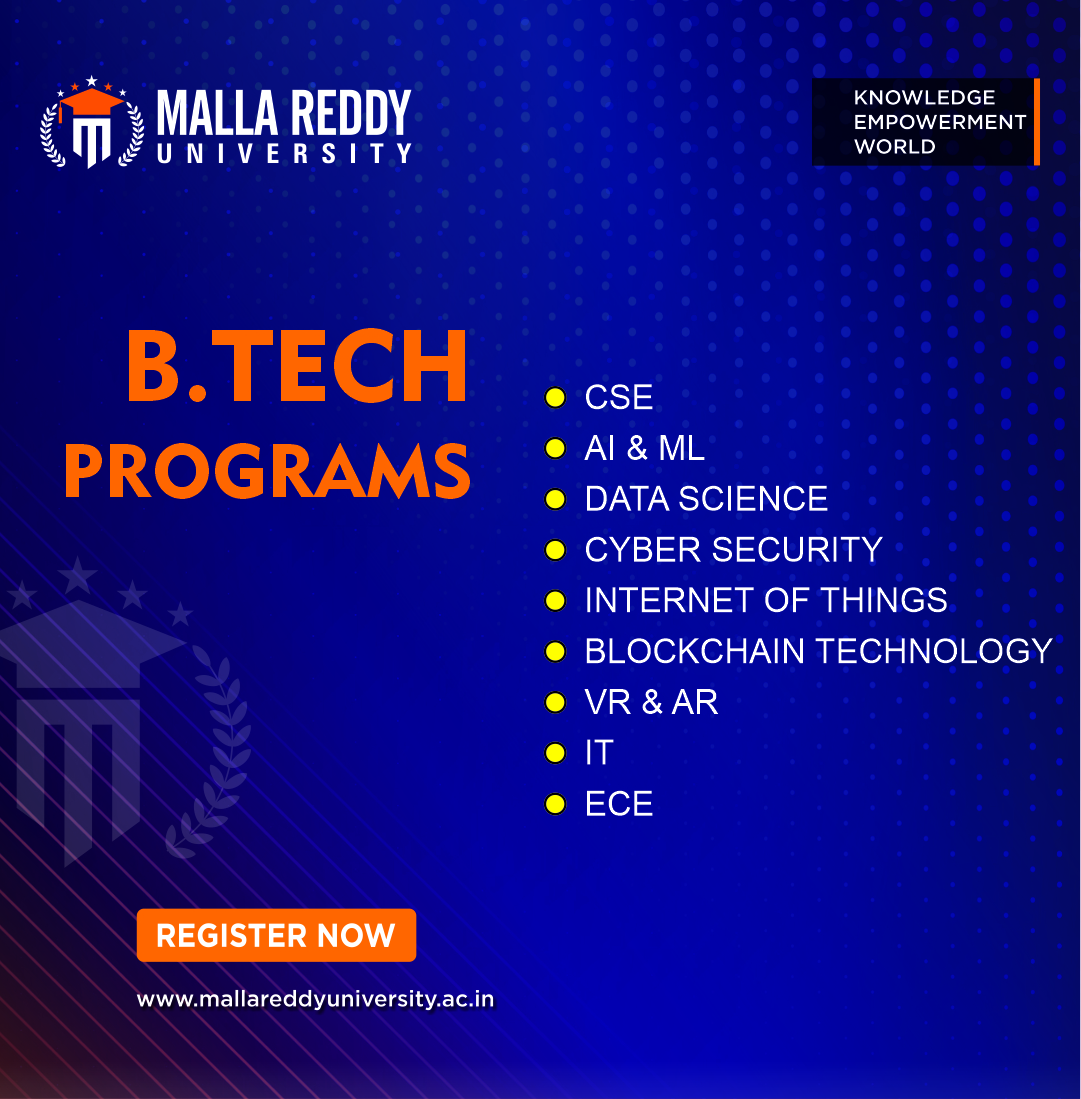 MALLA REDDY
UNIVERSITY
KNOWLEDGE
EMPOWERMENT
WORLD
B.TECH
PROGRAMS
CSE
AI & ML
DATA SCIENCE
CYBER SECURITY
INTERNET OF THINGS
BLOCKCHAIN TECHNOLOGY
VR & AR
IT
ECE
REGISTER NOW
www.mallareddyuniversity.ac.in